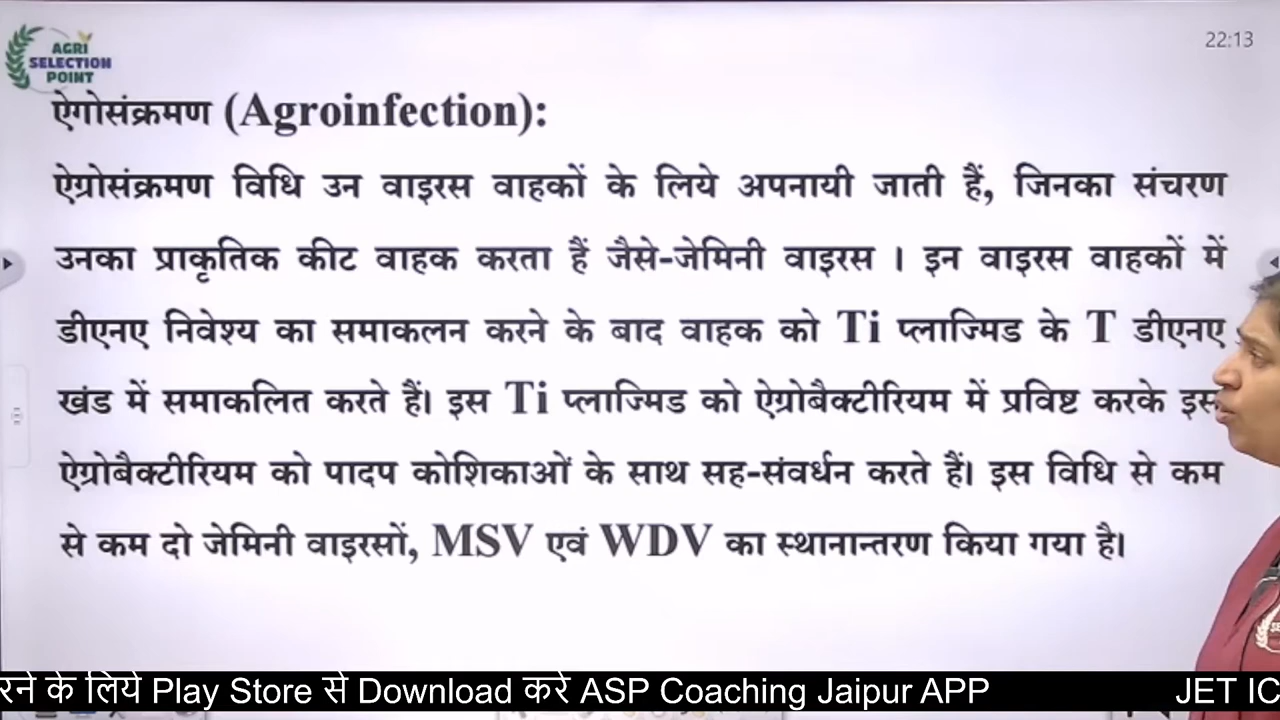 AGRI
SELECTION
POINT
22:13
ऐगोसंक्रमण (Agroinfection):
ऐग्रोसंक्रमण विधि उन वाइरस वाहकों के लिये अपनायी जाती हैं, जिनका संचरण
उनका प्राकृतिक कीट वाहक करता हैं जैसे-जेमिनी वाइरस । इन वाइरस वाहकों में
डीएनए निवेश्य का समाकलन करने के बाद वाहक को Ti प्लाज्मिड के T डीएनए
खंड में समाकलित करते हैं। इस Ti प्लाज्मिड को ऐग्रोबैक्टीरियम में प्रविष्ट करके इस
ऐग्रोबैक्टीरियम को पादप कोशिकाओं के साथ सह-संवर्धन करते हैं। इस विधि से कम
से कम दो जेमिनी वाइरसों, MSV एवं WDV का स्थानान्तरण किया गया है।
रने के लिये Play Store से Download करे ASP Coaching Jaipur APP JET IC